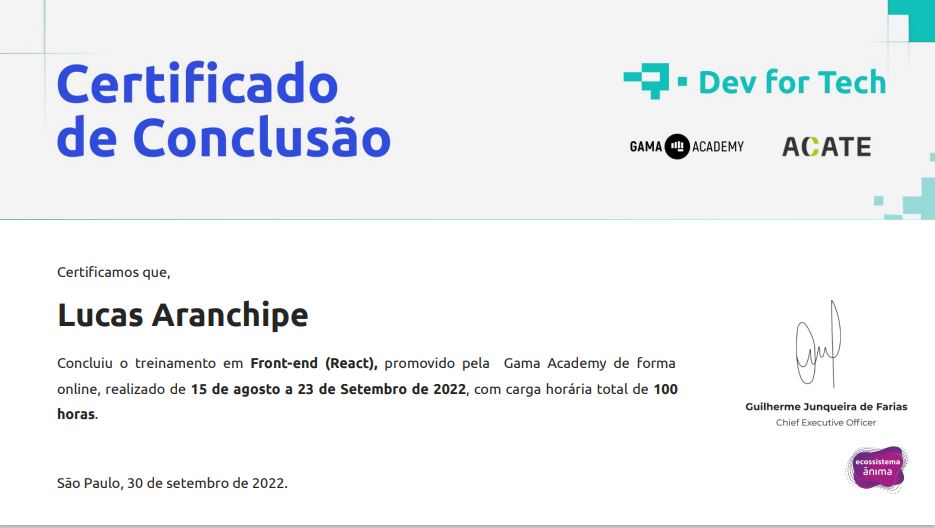 Certificado
de Conclusão
Dev for Tech
GAMA ACADEMY
ACATE
Certificamos que,
Lucas Aranchipe
Concluiu o treinamento em Front-end (React), promovido pela Gama Academy de forma
online, realizado de 15 de agosto a 23 de Setembro de 2022, com carga horária total de 100
horas.
São Paulo, 30 de setembro de 2022.
Guilherme Junqueira de Farias
Chief Executive Officer
ecossistema
ănima